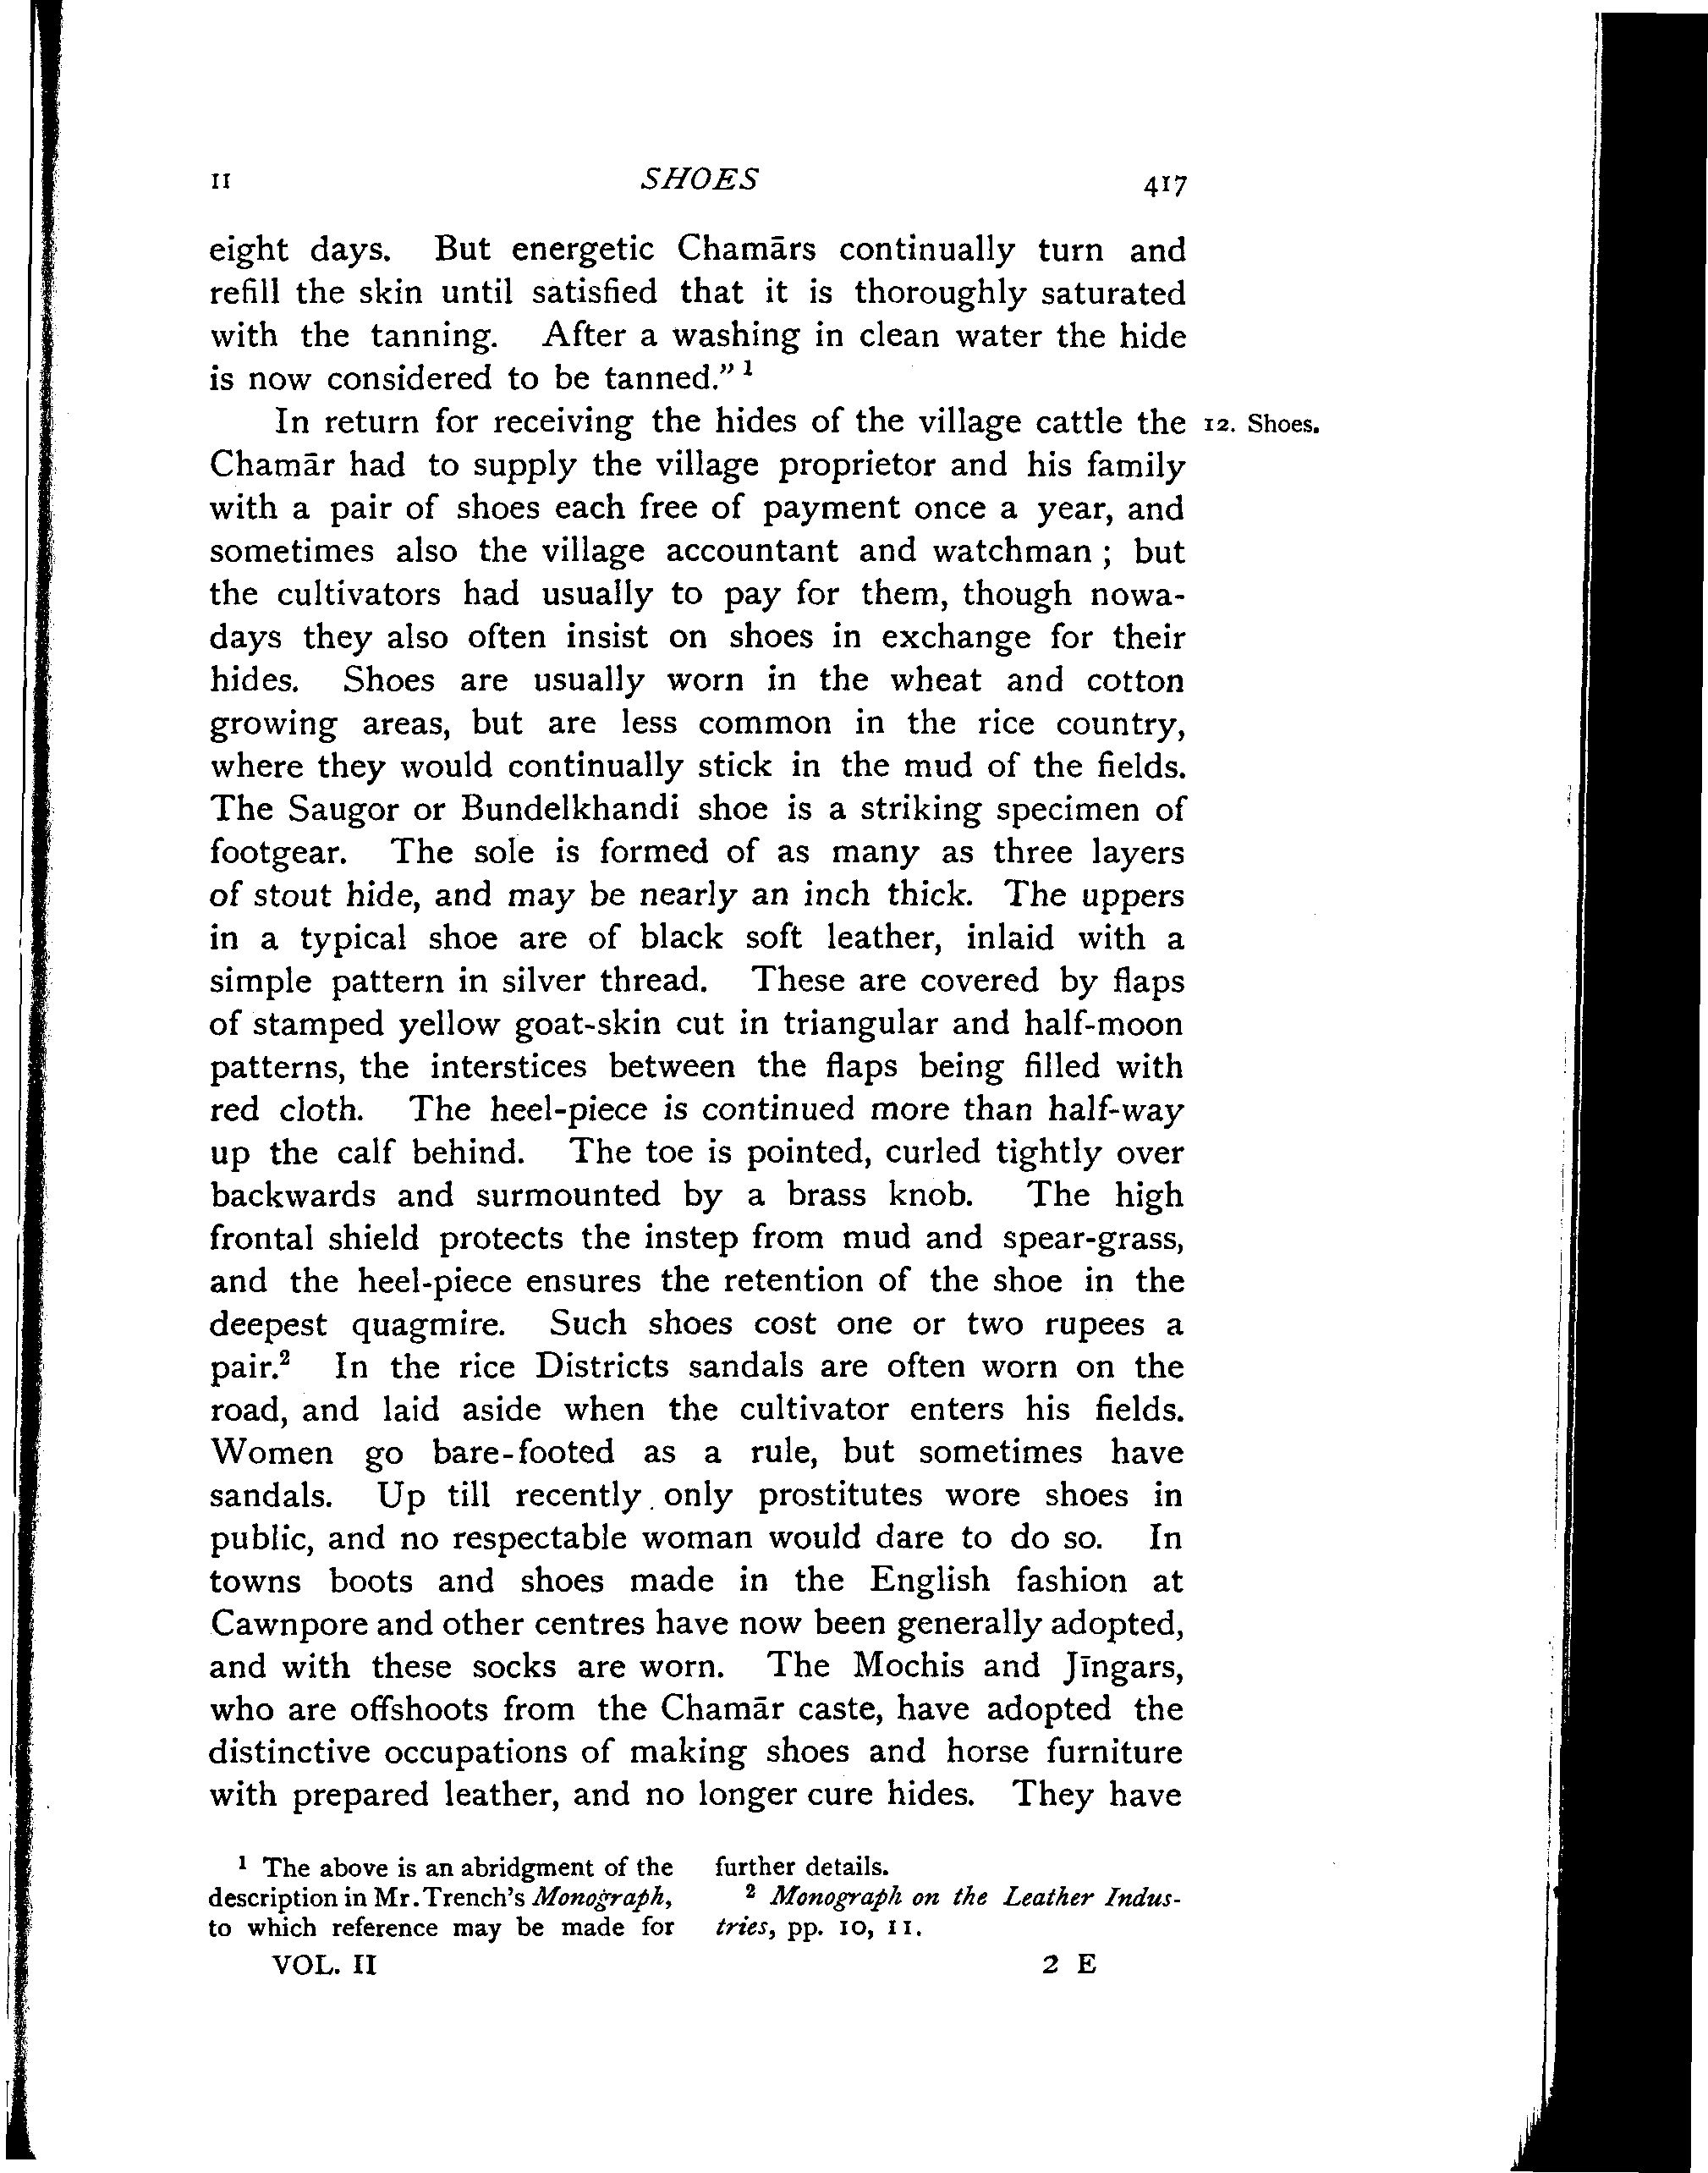 II SHOES 417
eight days. But energetic Chamārs continually turn and
refill the skin until satisfied that it is thoroughly saturated
with the tanning. After a washing in clean water the hide
is now considered to be tanned.” ¹
In return for receiving the hides of the village cattle the 12. Shoes.
Chamār had to supply the village proprietor and his family
with a pair of shoes each free of payment once a year, and
sometimes also the village accountant and watchman ; but
the cultivators had usually to pay for them, though nowa-
days they also often insist on shoes in exchange for their
hides. Shoes are usually worn in the wheat and cotton
growing areas, but are less common in the rice country,
where they would continually stick in the mud of the fields.
The Saugor or Bundelkhandi shoe is a striking specimen of
footgear. The sole is formed of as many as three layers
of stout hide, and may be nearly an inch thick. The uppers
in a typical shoe are of black soft leather, inlaid with a
simple pattern in silver thread. These are covered by flaps
of stamped yellow goat-skin cut in triangular and half-moon
patterns, the interstices between the flaps being filled with
red cloth. The heel-piece is continued more than half-way
up the calf behind. The toe is pointed, curled tightly over
backwards and surmounted by a brass knob. The high
frontal shield protects the instep from mud and spear-grass,
and the heel-piece ensures the retention of the shoe in the
deepest quagmire. Such shoes cost one or two rupees a
pair.² In the rice Districts sandals are often worn on the
road, and laid aside when the cultivator enters his fields.
Women go bare-footed as a rule, but sometimes have
sandals. Up till recently only prostitutes wore shoes in
public, and no respectable woman would dare to do so. In
towns boots and shoes made in the English fashion at
Cawnpore and other centres have now been generally adopted,
and with these socks are worn. The Mochis and Jīngars,
who are offshoots from the Chamār caste, have adopted the
distinctive occupations of making shoes and horse furniture
with prepared leather, and no longer cure hides. They have
¹ The above is an abridgment of the
description in Mr. Trench's Monograph,
to which reference may be made for
further details.
² Monograph on the Leather Indus-
tries, pp. 10, 11.
VOL. II 2 E